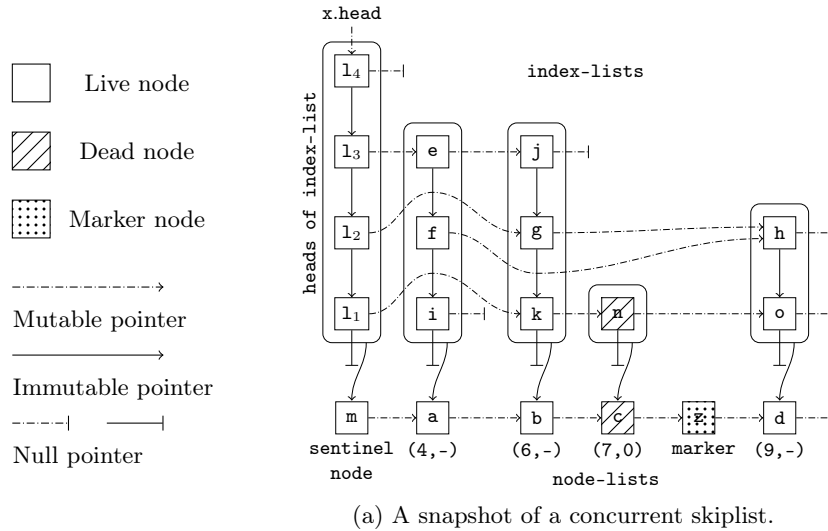 x.head
l₄
index-lists
Live node
heads of index-list
l₃ e j
Dead node
Marker node
l₂ f g h
Mutable pointer
l₁ i k n o
Immutable pointer
Null pointer
m a b c z d
sentinel node (4,-) (6,-) (7,0) marker (9,-)
node-lists
(a) A snapshot of a concurrent skiplist.